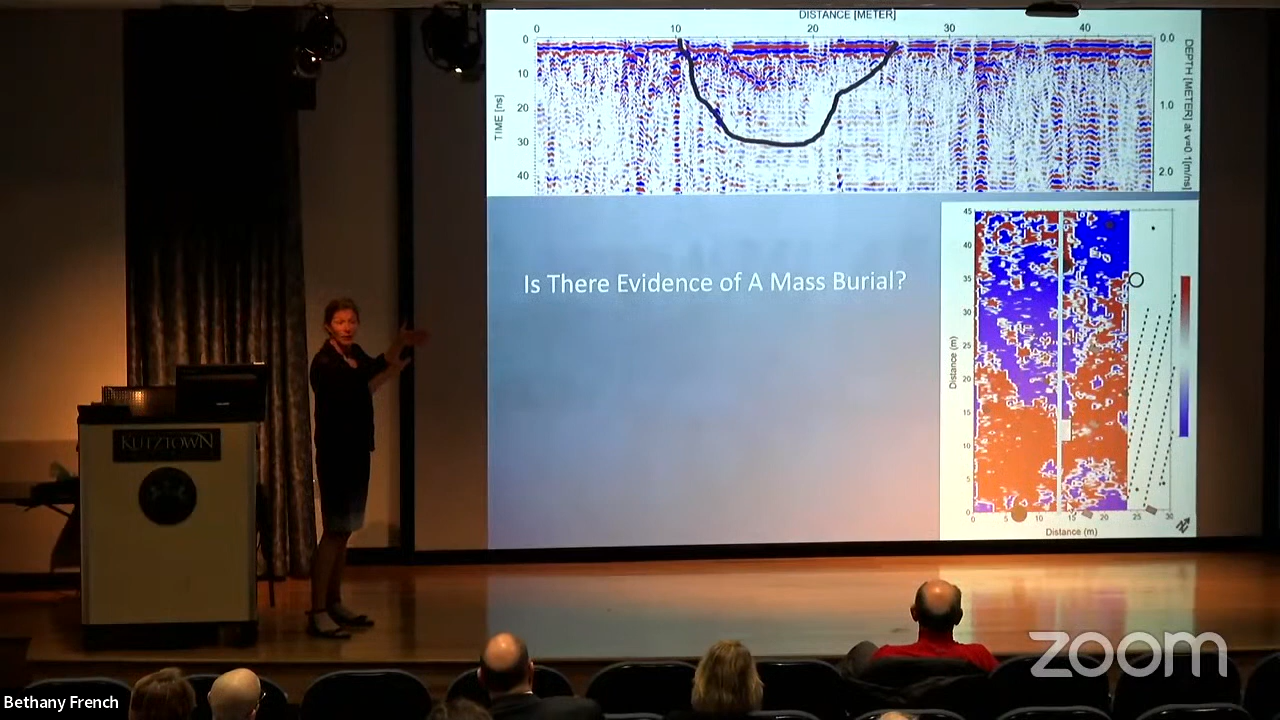 DISTANCE [METER]
0 10 20 30 40
TIME [ns]
0
10
20
30
40
0.0
1.0
2.0
DEPTH [METER] at v=0.1[m/ns]
Is There Evidence of A Mass Burial?
Distance (m)
45
40
35
30
25
20
15
10
5
0
0 5 10 15 20 25 30
Distance (m)
N
KUTZTOWN
zoom
Bethany French